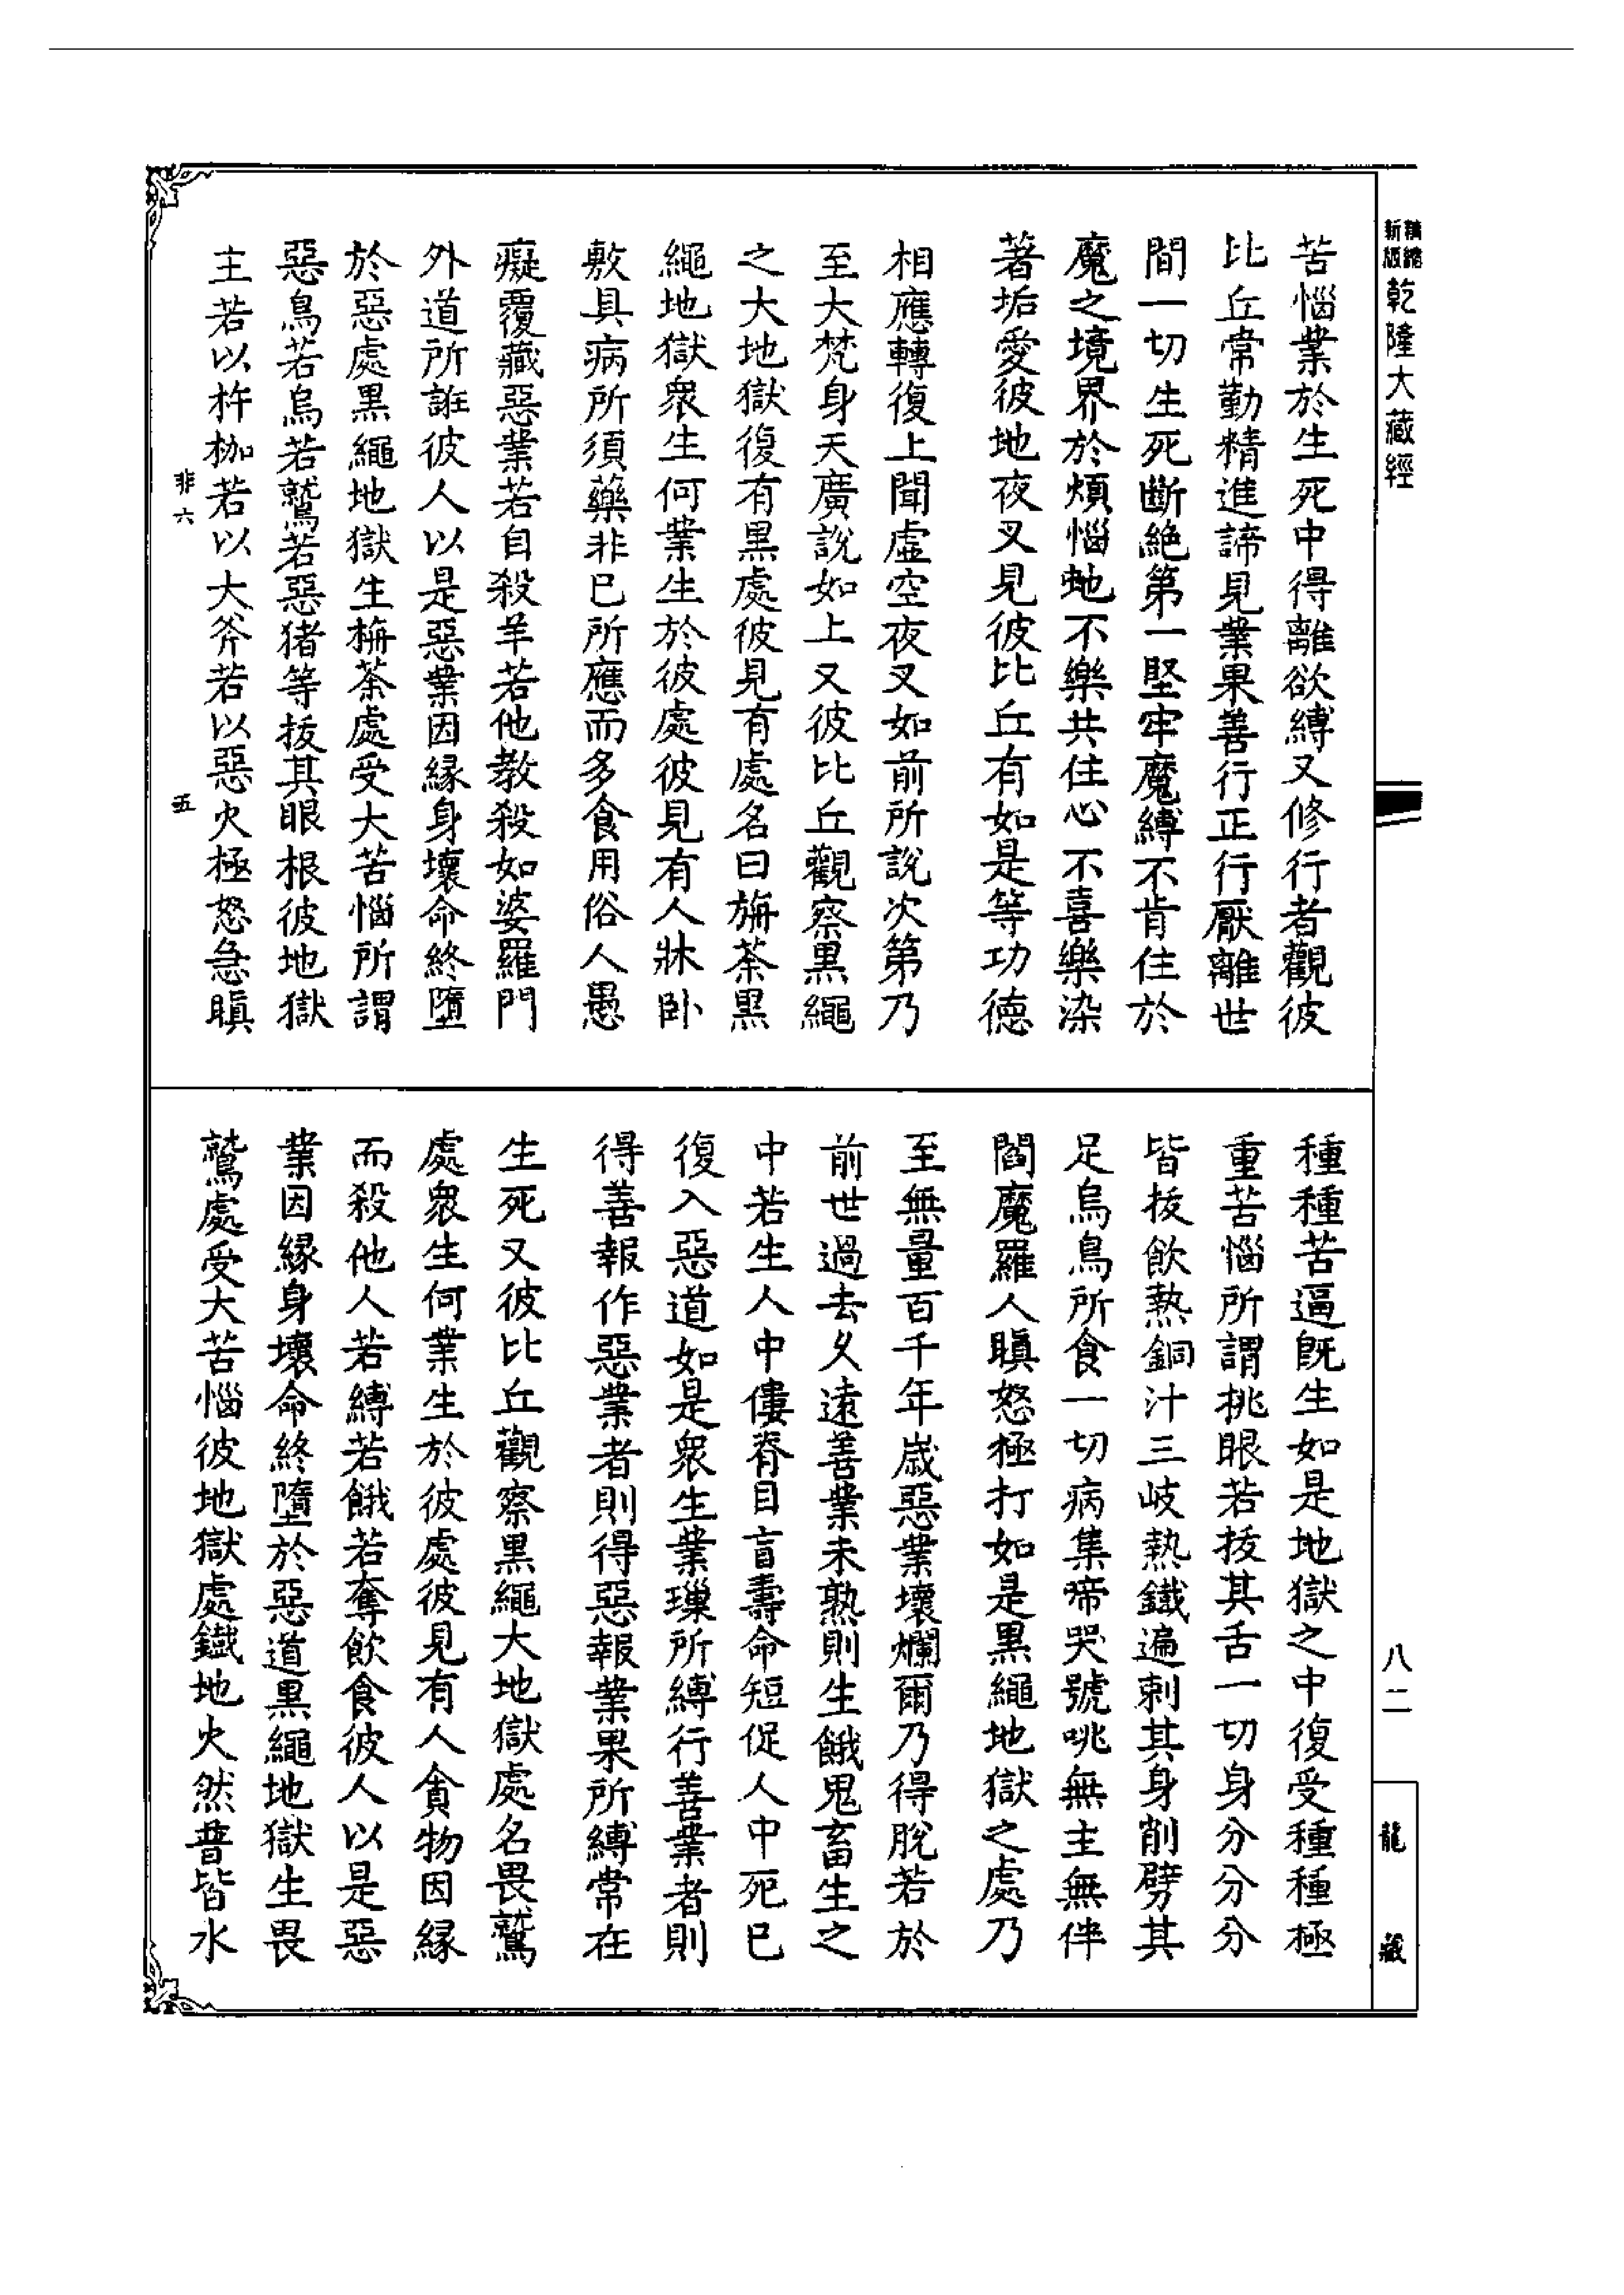 精縮新版乾隆大藏經
苦惱業於生死中得離欲縛又修行者觀彼
比丘常勤精進諦見業果善行正行厭離世
間一切生死斷絕第一堅牢魔縛不肯住於
魔之境界於煩惱地不樂共住心不喜樂染
著垢愛彼地夜叉見彼比丘有如是等功德
相應轉復上聞虛空夜叉如前所說次第乃
至大梵身天廣說如上又彼比丘觀察黑繩
之大地獄復有黑處彼見有處名曰旃荼黑
繩地獄眾生何業生於彼處彼見有人牀卧
敷具病所須藥非已所應而多食用俗人愚
癡覆藏惡業若自殺羊若他教殺如婆羅門
外道所誑彼人以是惡業因緣身壞命終墮
於惡處黑繩地獄生旃荼處受大苦惱所謂
惡鳥若烏若鷲若惡猪等拔其眼根彼地獄
主若以杵枷若以大斧若以惡火極怒急瞋
非六
五
種種苦逼既生如是地獄之中復受種種極
重苦惱所謂挑眼若拔其舌一切身分分分
皆拔飲熱銅汁三岐熱鐵遍刺其身削劈其
足烏鳥所食一切病集啼哭號咷無主無伴
閻魔羅人瞋怒極打如是黑繩地獄之處乃
至無量百千年歲惡業壞爛爾乃得脫若於
前世過去久遠善業未熟則生餓鬼畜生之
中若生人中僂脊目盲壽命短促人中死已
復入惡道如是眾生業璅所縛行善業者則
得善報作惡業者則得惡報業果所縛常在
生死又彼比丘觀察黑繩大地獄處名畏鷲
處眾生何業生於彼處彼見有人貪物因緣
而殺他人若縛若餓若奪飲食彼人以是惡
業因緣身壞命終墮於惡道黑繩地獄生畏
鷲處受大苦惱彼地獄處鐵地火然普皆水
八二
龍藏